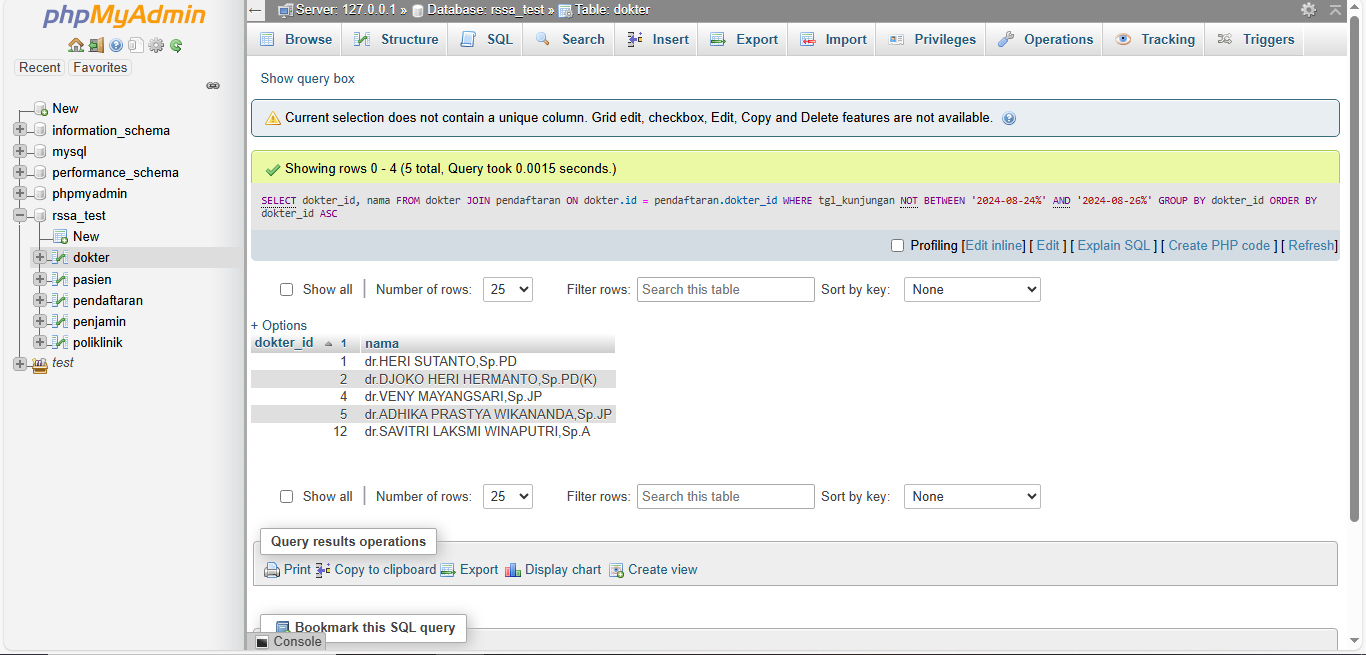 phpMyAdmin
Recent Favorites
New
information_schema
mysql
performance_schema
phpmyadmin
rssa_test
New
dokter
pasien
pendaftaran
penjamin
poliklinik
test
Server: 127.0.0.1 » Database: rssa_test » Table: dokter
Browse Structure SQL Search Insert Export Import Privileges Operations Tracking Triggers
Show query box
Current selection does not contain a unique column. Grid edit, checkbox, Edit, Copy and Delete features are not available.
Showing rows 0 - 4 (5 total, Query took 0.0015 seconds.)
SELECT dokter_id, nama FROM dokter JOIN pendaftaran ON dokter.id = pendaftaran.dokter_id WHERE tgl_kunjungan NOT BETWEEN '2024-08-24%' AND '2024-08-26%' GROUP BY dokter_id ORDER BY
dokter_id ASC
Profiling [Edit inline] [ Edit ] [ Explain SQL ] [ Create PHP code ] [ Refresh]
Show all Number of rows: 25 Filter rows: Search this table Sort by key: None
+ Options
dokter_id 1 nama
1 dr.HERI SUTANTO,Sp.PD
2 dr.DJOKO HERI HERMANTO,Sp.PD(K)
4 dr.VENY MAYANGSARI,Sp.JP
5 dr.ADHIKA PRASTYA WIKANANDA,Sp.JP
12 dr.SAVITRI LAKSMI WINAPUTRI,Sp.A
Show all Number of rows: 25 Filter rows: Search this table Sort by key: None
Query results operations
Print Copy to clipboard Export Display chart Create view
Bookmark this SQL query
Console